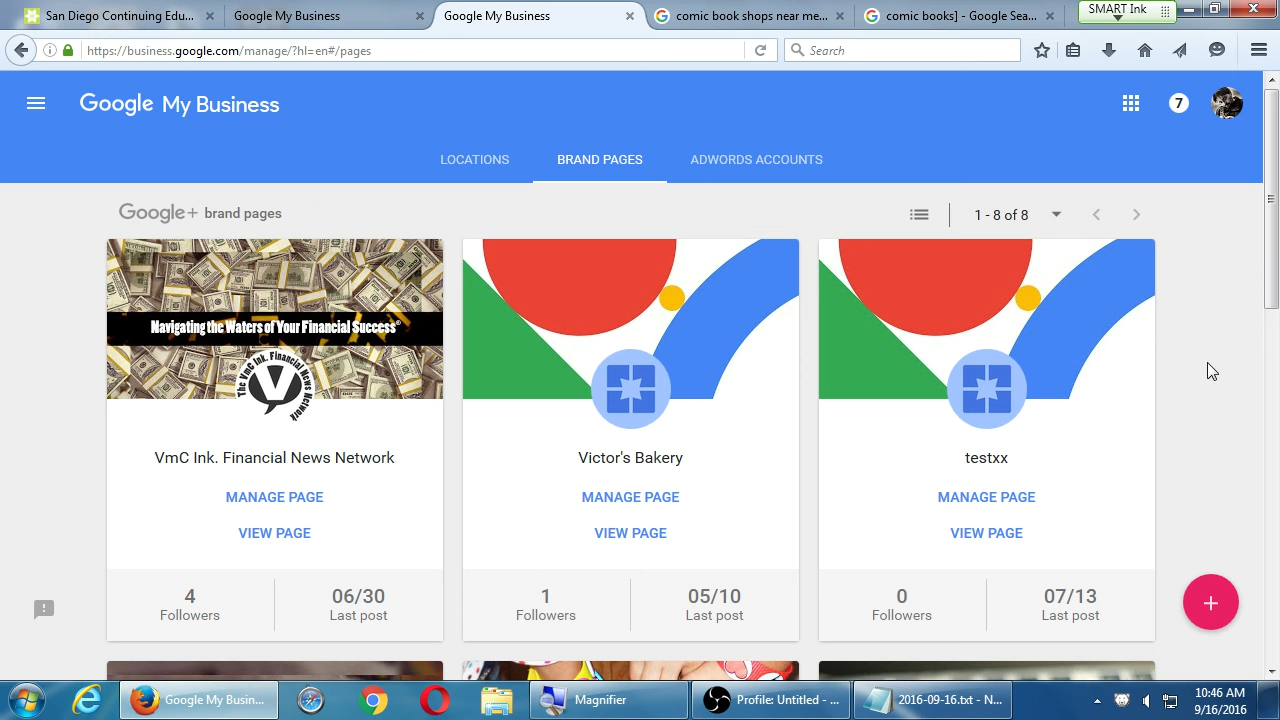 San Diego Continuing Edu...
Google My Business
Google My Business
comic book shops near me...
comic books] - Google Sea...
SMART Ink
https://business.google.com/manage/?hl=en#/pages
Search
Google My Business
7
LOCATIONS
BRAND PAGES
ADWORDS ACCOUNTS
Google+ brand pages
1 - 8 of 8
Navigating the Waters of Your Financial Success®
The VmC Ink. Financial News Network
V
VmC Ink. Financial News Network
MANAGE PAGE
VIEW PAGE
4
Followers
06/30
Last post
Victor's Bakery
MANAGE PAGE
VIEW PAGE
1
Followers
05/10
Last post
testxx
MANAGE PAGE
VIEW PAGE
0
Followers
07/13
Last post
Google My Busin...
Magnifier
Profile: Untitled - ...
2016-09-16.txt - N...
10:46 AM
9/16/2016